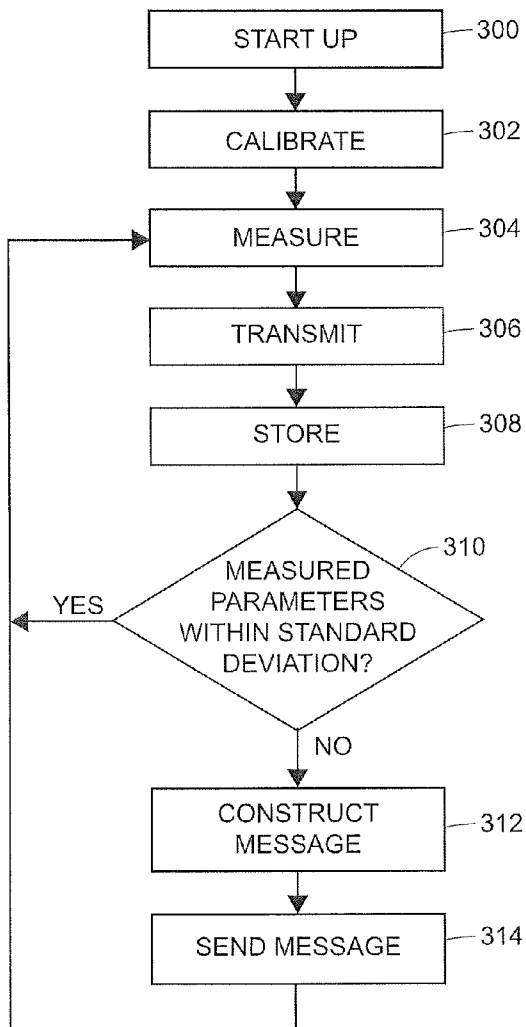 START UP
300
CALIBRATE
302
MEASURE
304
TRANSMIT
306
STORE
308
310
MEASURED
PARAMETERS
WITHIN STANDARD
DEVIATION?
YES
NO
CONSTRUCT
MESSAGE
312
SEND MESSAGE
314